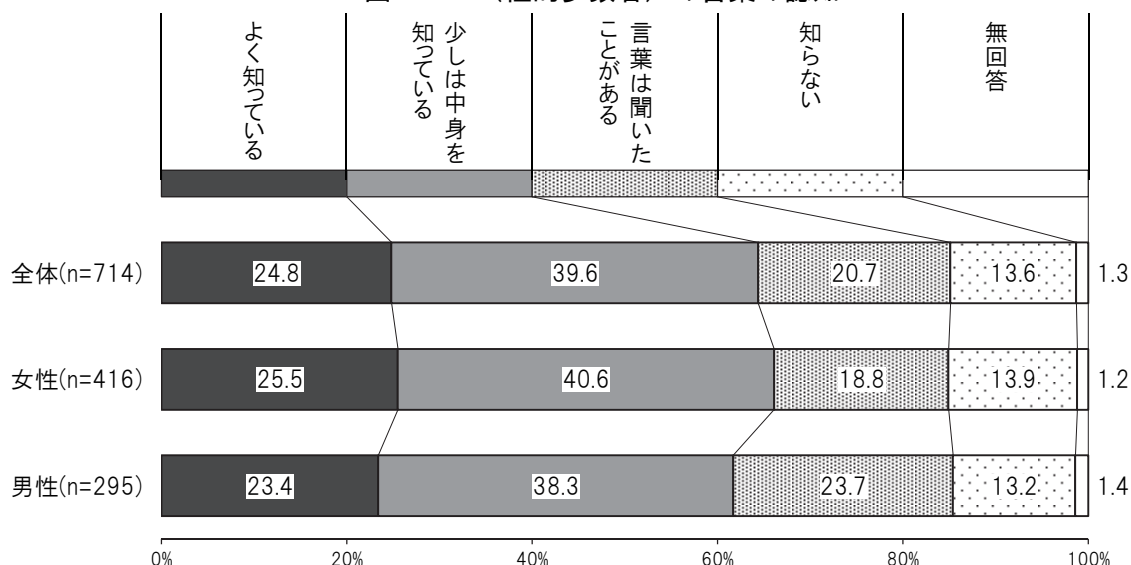 よく知っている
少しは中身を
知っている
言葉は聞いた
ことがある
知らない
無回答
全体(n=714)
24.8
39.6
20.7
13.6
1.3
女性(n=416)
25.5
40.6
18.8
13.9
1.2
男性(n=295)
23.4
38.3
23.7
13.2
1.4
0%
20%
40%
60%
80%
100%